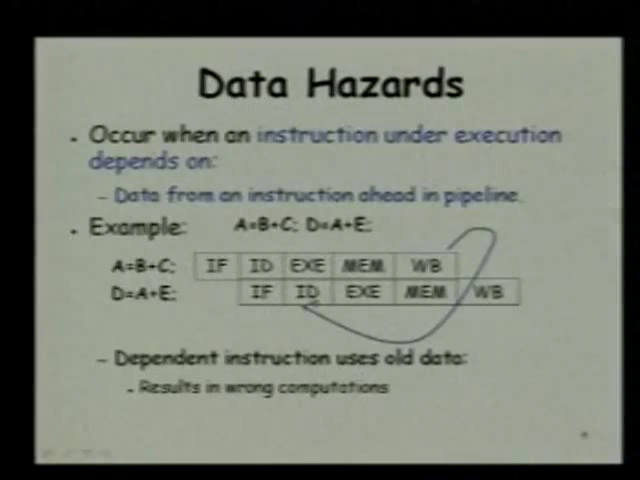 Data Hazards
• Occur when an instruction under execution
depends on:
– Data from an instruction ahead in pipeline.
• Example: A=B+C; D=A+E;
A=B+C; IF ID EXE MEM WB
D=A+E; IF ID EXE MEM WB
– Dependent instruction uses old data:
• Results in wrong computations